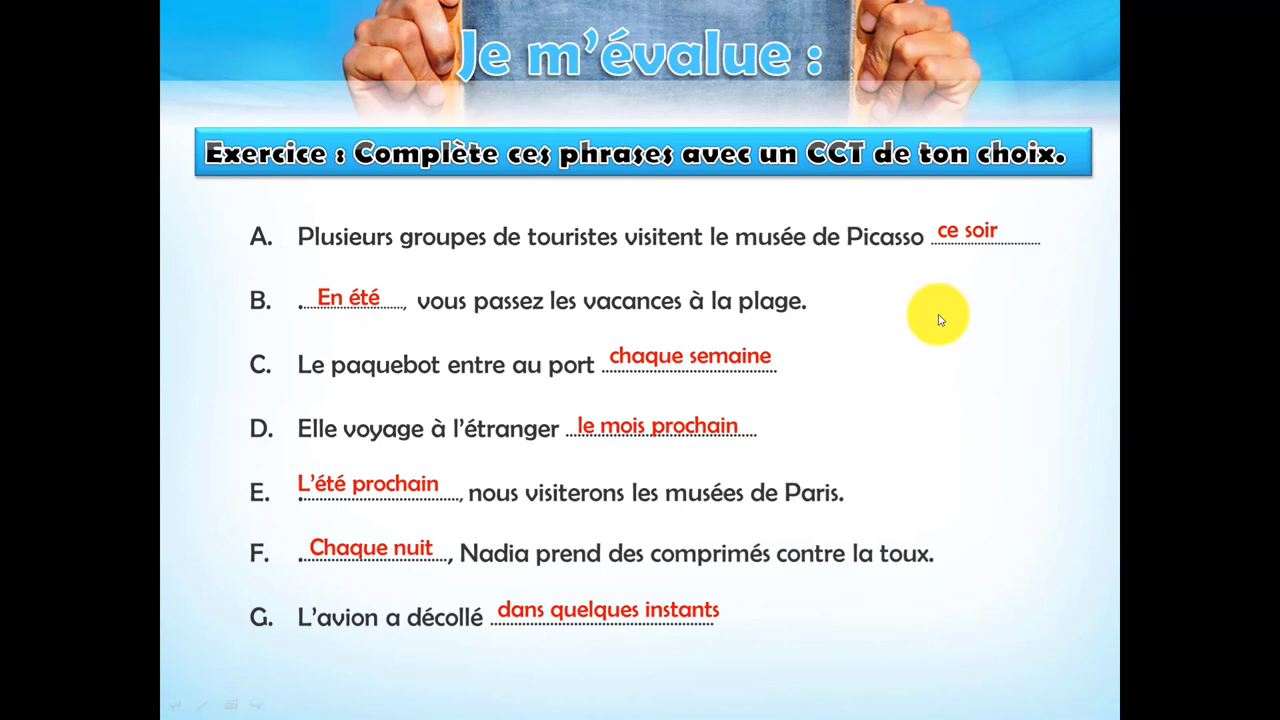 Je m’évalue :
Exercice : Complète ces phrases avec un CCT de ton choix.
A. Plusieurs groupes de touristes visitent le musée de Picasso ce soir
B. En été, vous passez les vacances à la plage.
C. Le paquebot entre au port chaque semaine
D. Elle voyage à l’étranger le mois prochain
E. L’été prochain, nous visiterons les musées de Paris.
F. Chaque nuit, Nadia prend des comprimés contre la toux.
G. L’avion a décollé dans quelques instants